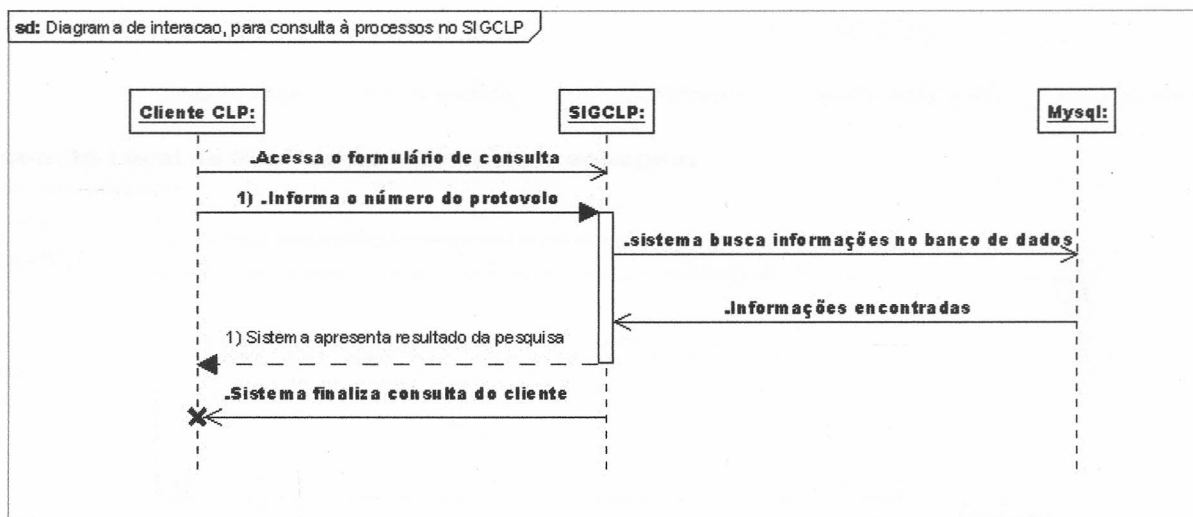 sd: Diagrama de interacao, para consulta à processos no SIGCLP
Cliente CLP:
SIGCLP:
Mysql:
.Acessa o formulário de consulta
1) .Informa o número do protovolo
.sistema busca informações no banco de dados
.Informações encontradas
1) Sistema apresenta resultado da pesquisa
.Sistema finaliza consulta do cliente